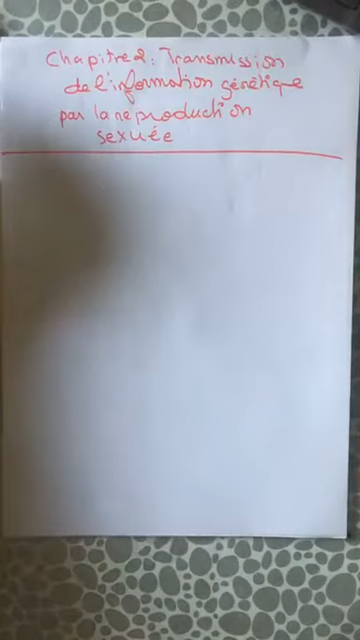 Chapitre 2: Transmission
de l'information génétique
par la reproduction
sexuée